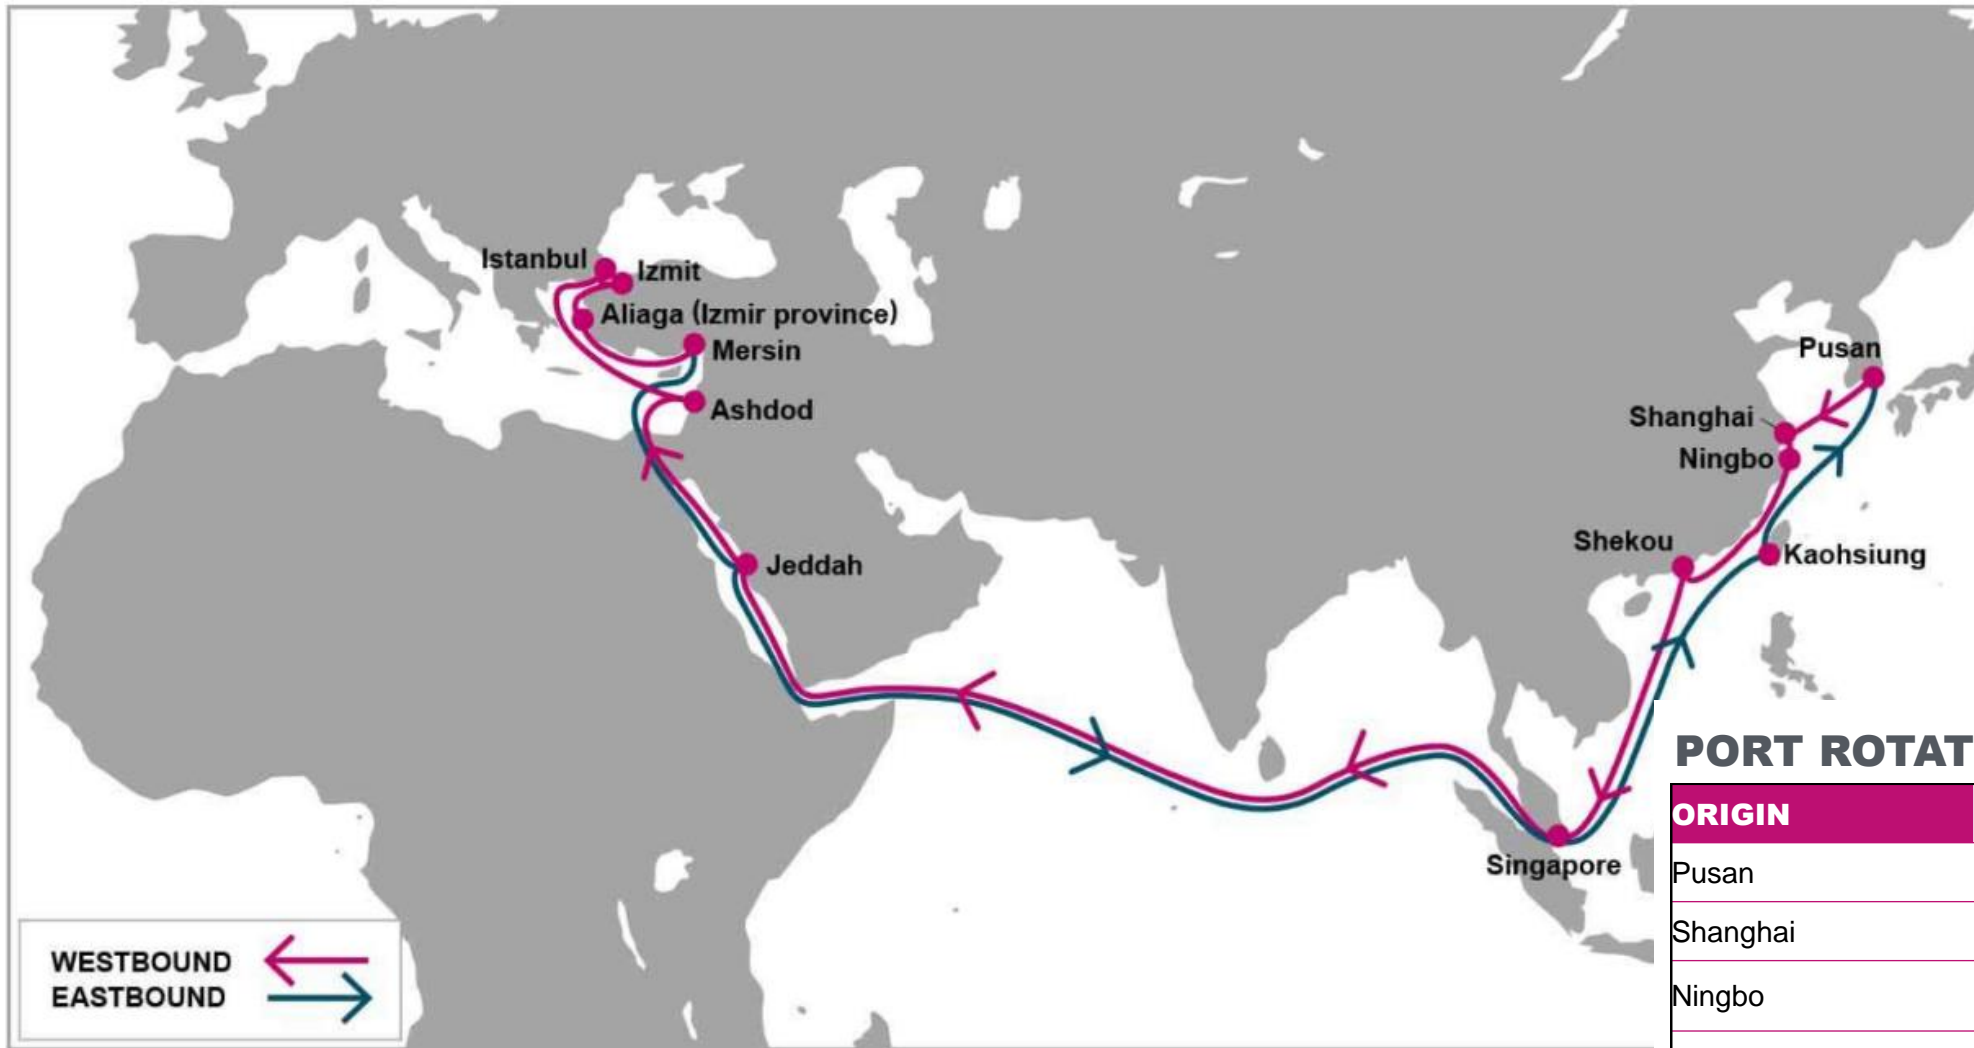 Istanbul
Izmit
Aliaga (Izmir province)
Mersin
Ashdod
Jeddah
Pusan
Shanghai
Ningbo
Shekou
Kaohsiung
Singapore
WESTBOUND
EASTBOUND
PORT ROTAT
ORIGIN
Pusan
Shanghai
Ningbo